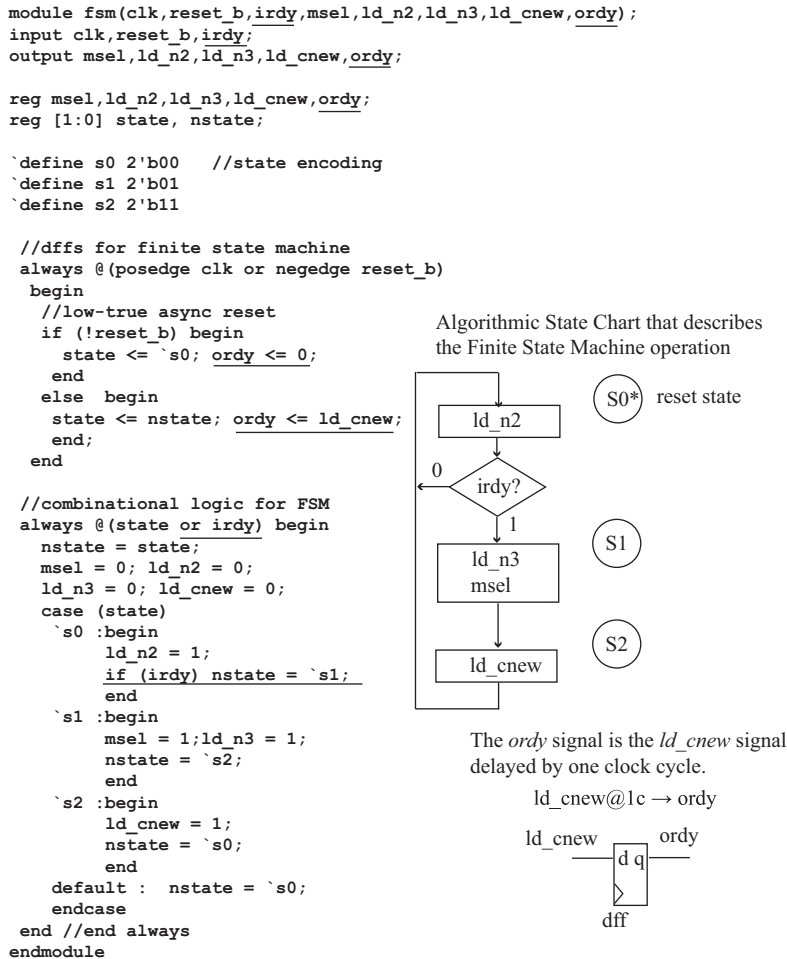 module fsm(clk,reset_b,irdy,msel,ld_n2,ld_n3,ld_cnew,ordy);
input clk,reset_b,irdy;
output msel,ld_n2,ld_n3,ld_cnew,ordy;
reg msel,ld_n2,ld_n3,ld_cnew,ordy;
reg [1:0] state, nstate;
`define s0 2'b00 //state encoding
`define s1 2'b01
`define s2 2'b11
//dffs for finite state machine
always @(posedge clk or negedge reset_b)
begin
//low-true async reset
if (!reset_b) begin
state <= `s0; ordy <= 0;
end
else begin
state <= nstate; ordy <= ld_cnew;
end;
end
//combinational logic for FSM
always @(state or irdy) begin
nstate = state;
msel = 0; ld_n2 = 0;
ld_n3 = 0; ld_cnew = 0;
case (state)
`s0 :begin
ld_n2 = 1;
if (irdy) nstate = `s1;
end
`s1 :begin
msel = 1;ld_n3 = 1;
nstate = `s2;
end
`s2 :begin
ld_cnew = 1;
nstate = `s0;
end
default : nstate = `s0;
endcase
end //end always
endmodule
Algorithmic State Chart that describes
the Finite State Machine operation
S0* reset state
ld_n2
0
irdy?
1
S1
ld_n3
msel
S2
ld_cnew
The ordy signal is the ld_cnew signal
delayed by one clock cycle.
ld_cnew@1c → ordy
ld_cnew ordy
d q
dff